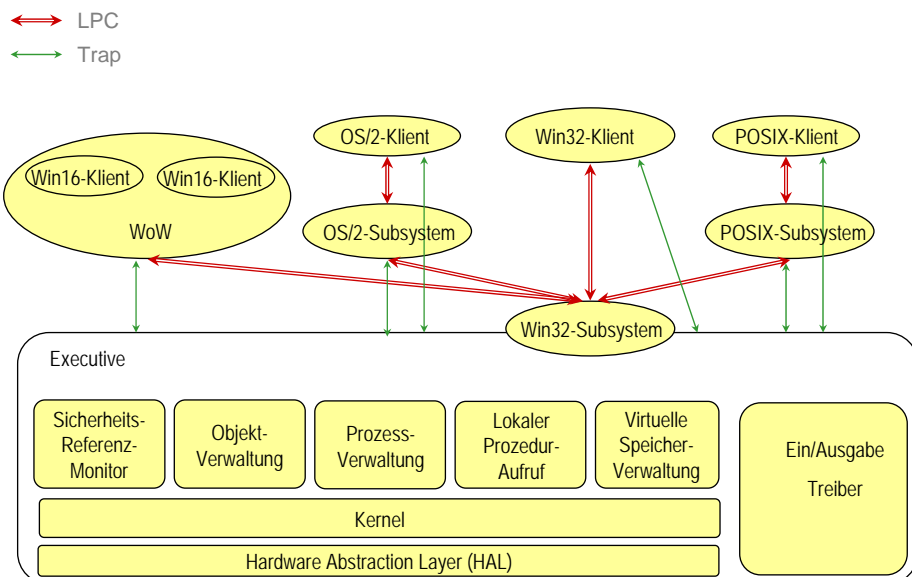 LPC
Trap
OS/2-Klient
Win32-Klient
POSIX-Klient
Win16-Klient
Win16-Klient
WoW
OS/2-Subsystem
POSIX-Subsystem
Win32-Subsystem
Executive
Sicherheits-
Referenz-
Monitor
Objekt-
Verwaltung
Prozess-
Verwaltung
Lokaler
Prozedur-
Aufruf
Virtuelle
Speicher-
Verwaltung
Ein/Ausgabe
Treiber
Kernel
Hardware Abstraction Layer (HAL)